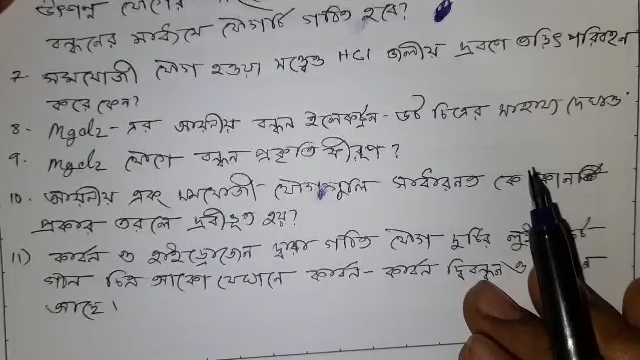 উৎপন্ন যৌগের
বন্ধনের মাধ্যমে যৌগটি গঠিত হবে?
7. সমযোজী যৌগ হওয়া সত্ত্বেও HCl জলীয় দ্রবণে তড়িৎ পরিবহন
করে কেন?
8. Mgcl2 - এর আয়নীয় বন্ধন ইলেকট্রন - ডট চিত্রের সাহায্যে দেখাও।
9. Mgcl2 যৌগে বন্ধন প্রকৃতি কীরূপ?
10. আয়নীয় এবং সমযোজী যৌগগুলি সাধারনত কে কোন
প্রকার তরলে দ্রবীভূত হয়?
11) কার্বন ও হাইড্রোজেন দ্বারা গঠিত যৌগ দুটির লুইস
চিত্র আঁকো যেখানে কার্বন - কার্বন দ্বিবন্ধন ও
আছে।